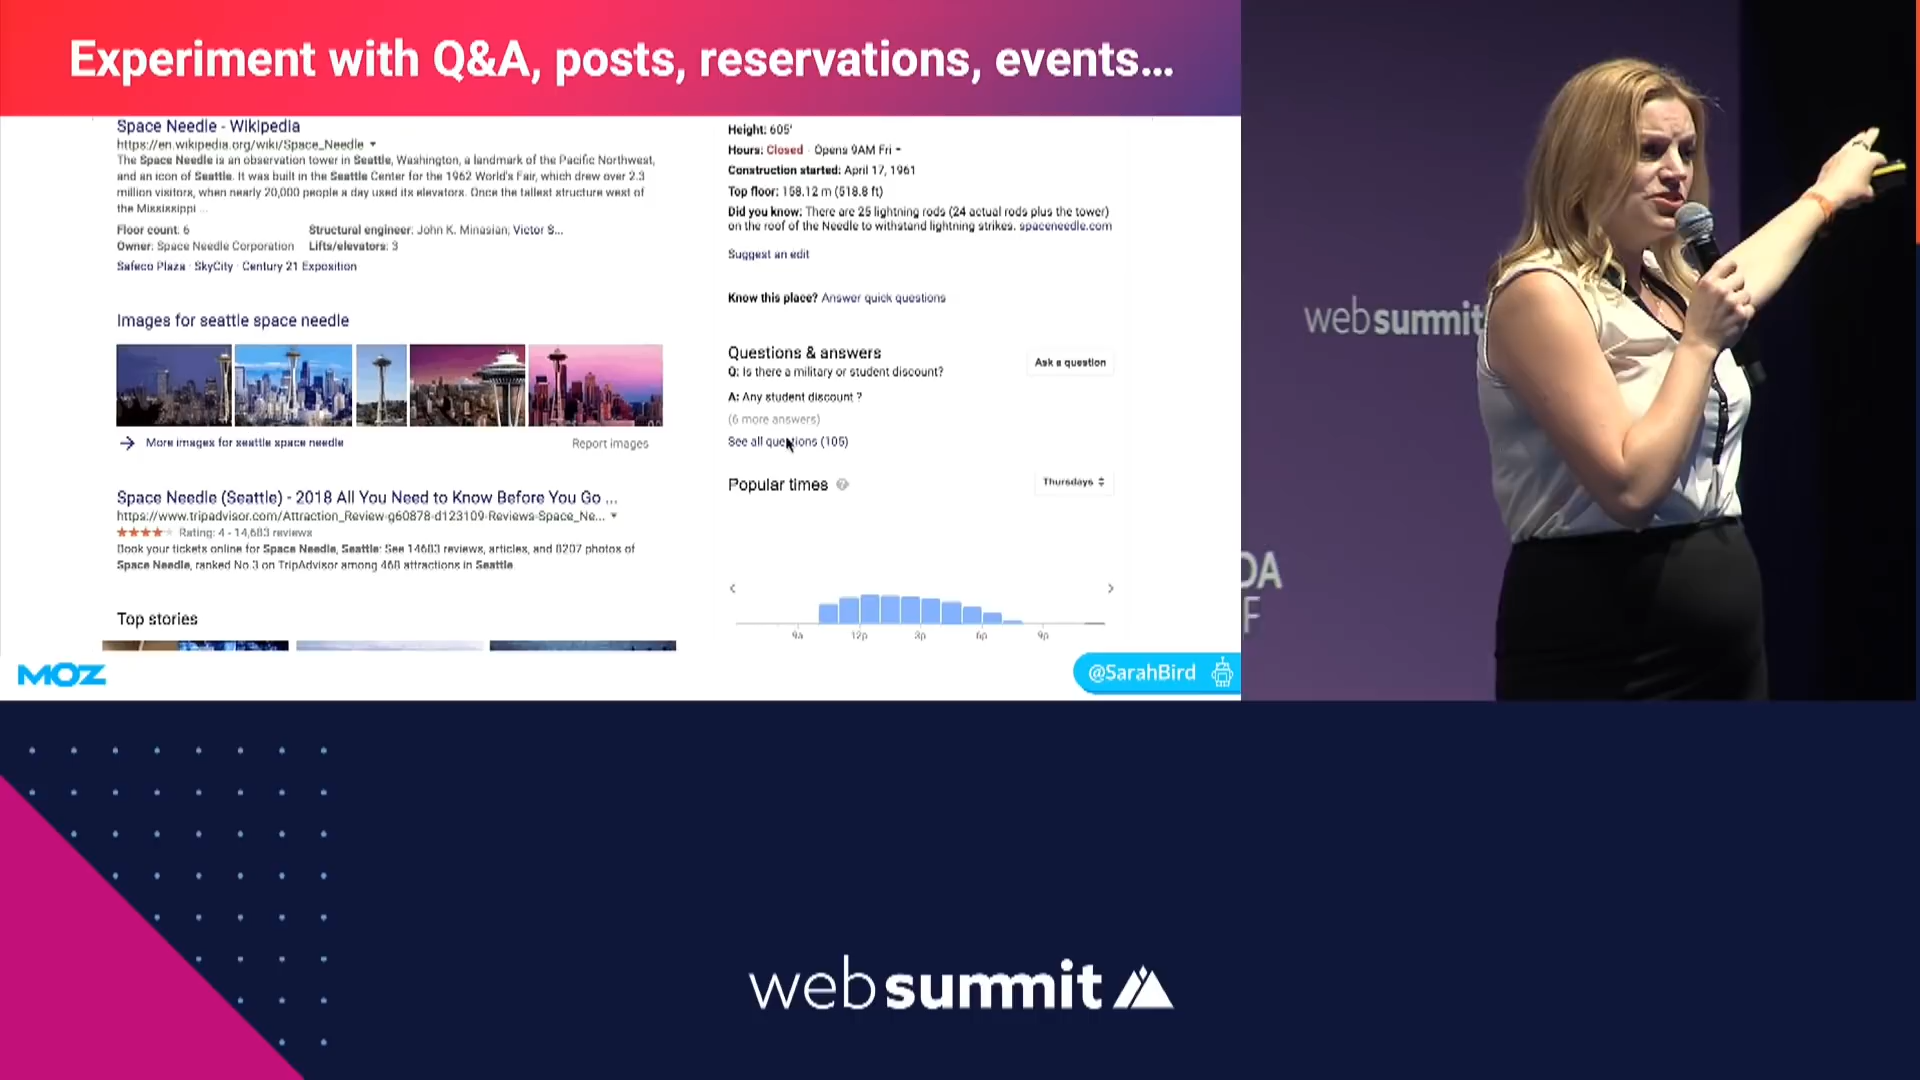 Experiment with Q&A, posts, reservations, events...
Space Needle - Wikipedia
https://en.wikipedia.org/wiki/Space_Needle
The Space Needle is an observation tower in Seattle, Washington, a landmark of the Pacific Northwest,
and an icon of Seattle. It was built in the Seattle Center for the 1962 World's Fair, which drew over 2.3
million visitors, when nearly 20,000 people a day used its elevators. Once the tallest structure west of
the Mississippi ...
Floor count: 6 Structural engineer: John K. Minasian, Victor S...
Owner: Space Needle Corporation Lifts/elevators: 3
Safeco Plaza · SkyCity · Century 21 Exposition
Images for seattle space needle
More images for seattle space needle Report images
Space Needle (Seattle) - 2018 All You Need to Know Before You Go ...
https://www.tripadvisor.com/Attraction_Review-g60878-d123109-Reviews-Space_Ne...
Rating: 4 - 14,683 reviews
Book your tickets online for Space Needle, Seattle: See 14683 reviews, articles, and 8207 photos of
Space Needle, ranked No.3 on TripAdvisor among 468 attractions in Seattle.
Top stories
Height: 605'
Hours: Closed · Opens 9AM Fri
Construction started: April 17, 1961
Top floor: 158.12 m (518.8 ft)
Did you know: There are 25 lightning rods (24 actual rods plus the tower)
on the roof of the Needle to withstand lightning strikes. spaceneedle.com
Suggest an edit
Know this place? Answer quick questions
Questions & answers
Ask a question
Q: Is there a military or student discount?
A: Any student discount ?
(6 more answers)
See all questions (105)
Popular times
Thursdays
9a 12p 3p 6p 9p
MOZ
@SarahBird
websummit
DA
F
websummit